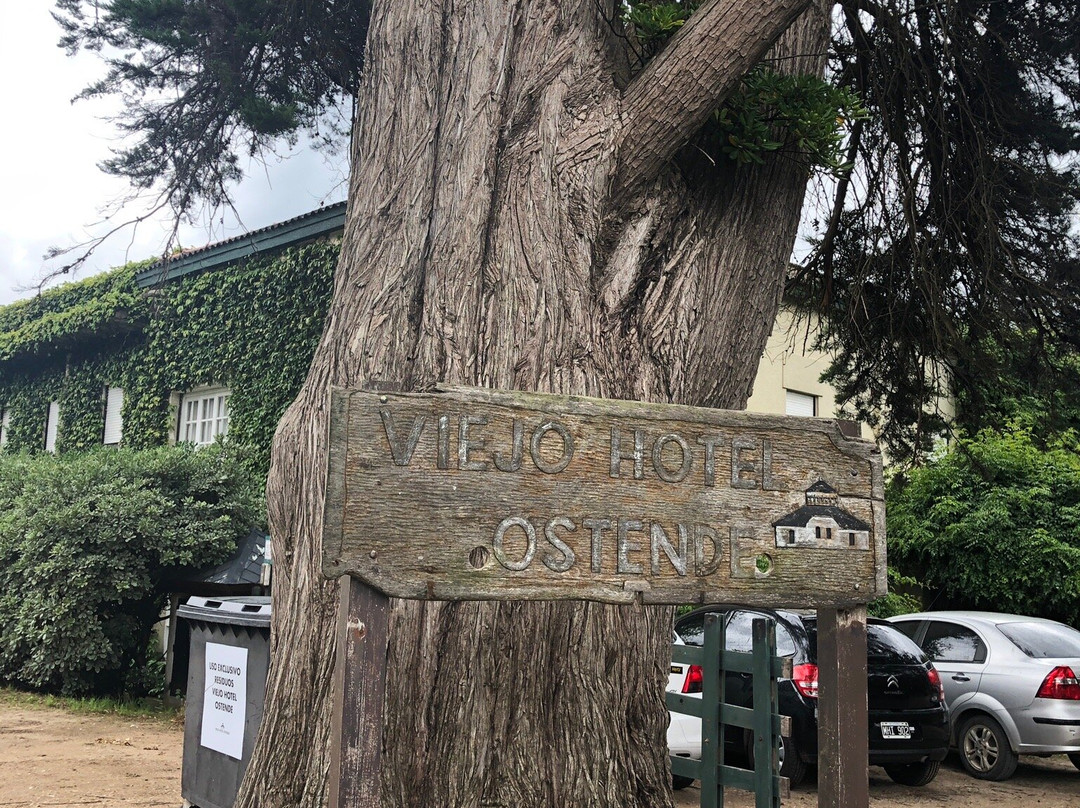 VIEJO HOTEL
OSTENDE
USO EXCLUSIVO
RESIDUOS
VIEJO HOTEL
OSTENDE